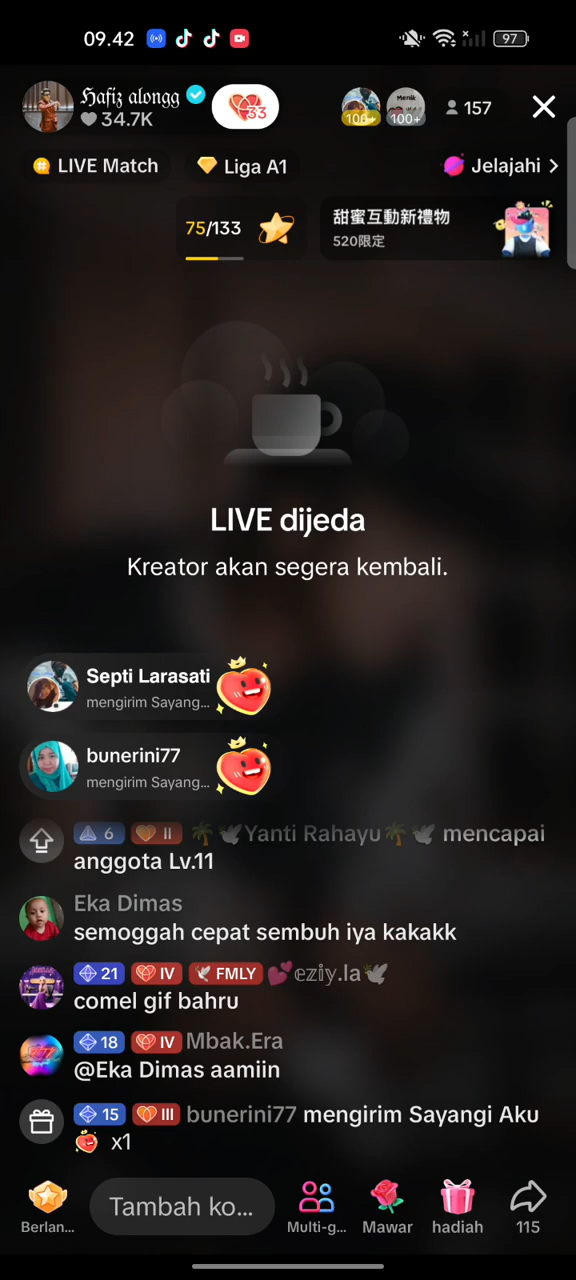 09.42
97
ℌ𝔞𝔣𝔦𝔷 𝔞𝔩𝔬𝔫𝔤𝔤
34.7K
33
100+
Menik
100+
157
LIVE Match
Liga A1
Jelajahi
75/133
甜蜜互動新禮物
520限定
LIVE dijeda
Kreator akan segera kembali.
Septi Larasati
mengirim Sayang...
bunerini77
mengirim Sayang...
6 II 🌴🕊Yanti Rahayu🌴🕊 mencapai
anggota Lv.11
Eka Dimas
semoggah cepat sembuh iya kakakk
21 IV FMLY 💕𝕖𝕫𝕚𝕪.la🕊
comel gif bahru
18 IV Mbak.Era
@Eka Dimas aamiin
15 III bunerini77 mengirim Sayangi Aku
x1
Berlan...
Tambah ko...
Multi-g...
Mawar
hadiah
115